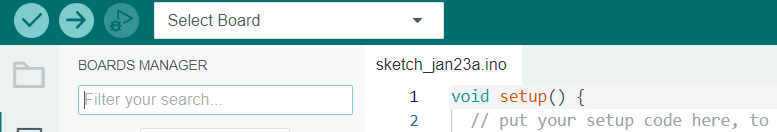 Select Board
BOARDS MANAGER
Filter your search...
sketch_jan23a.ino
1 void setup() {
2 // put your setup code here, to